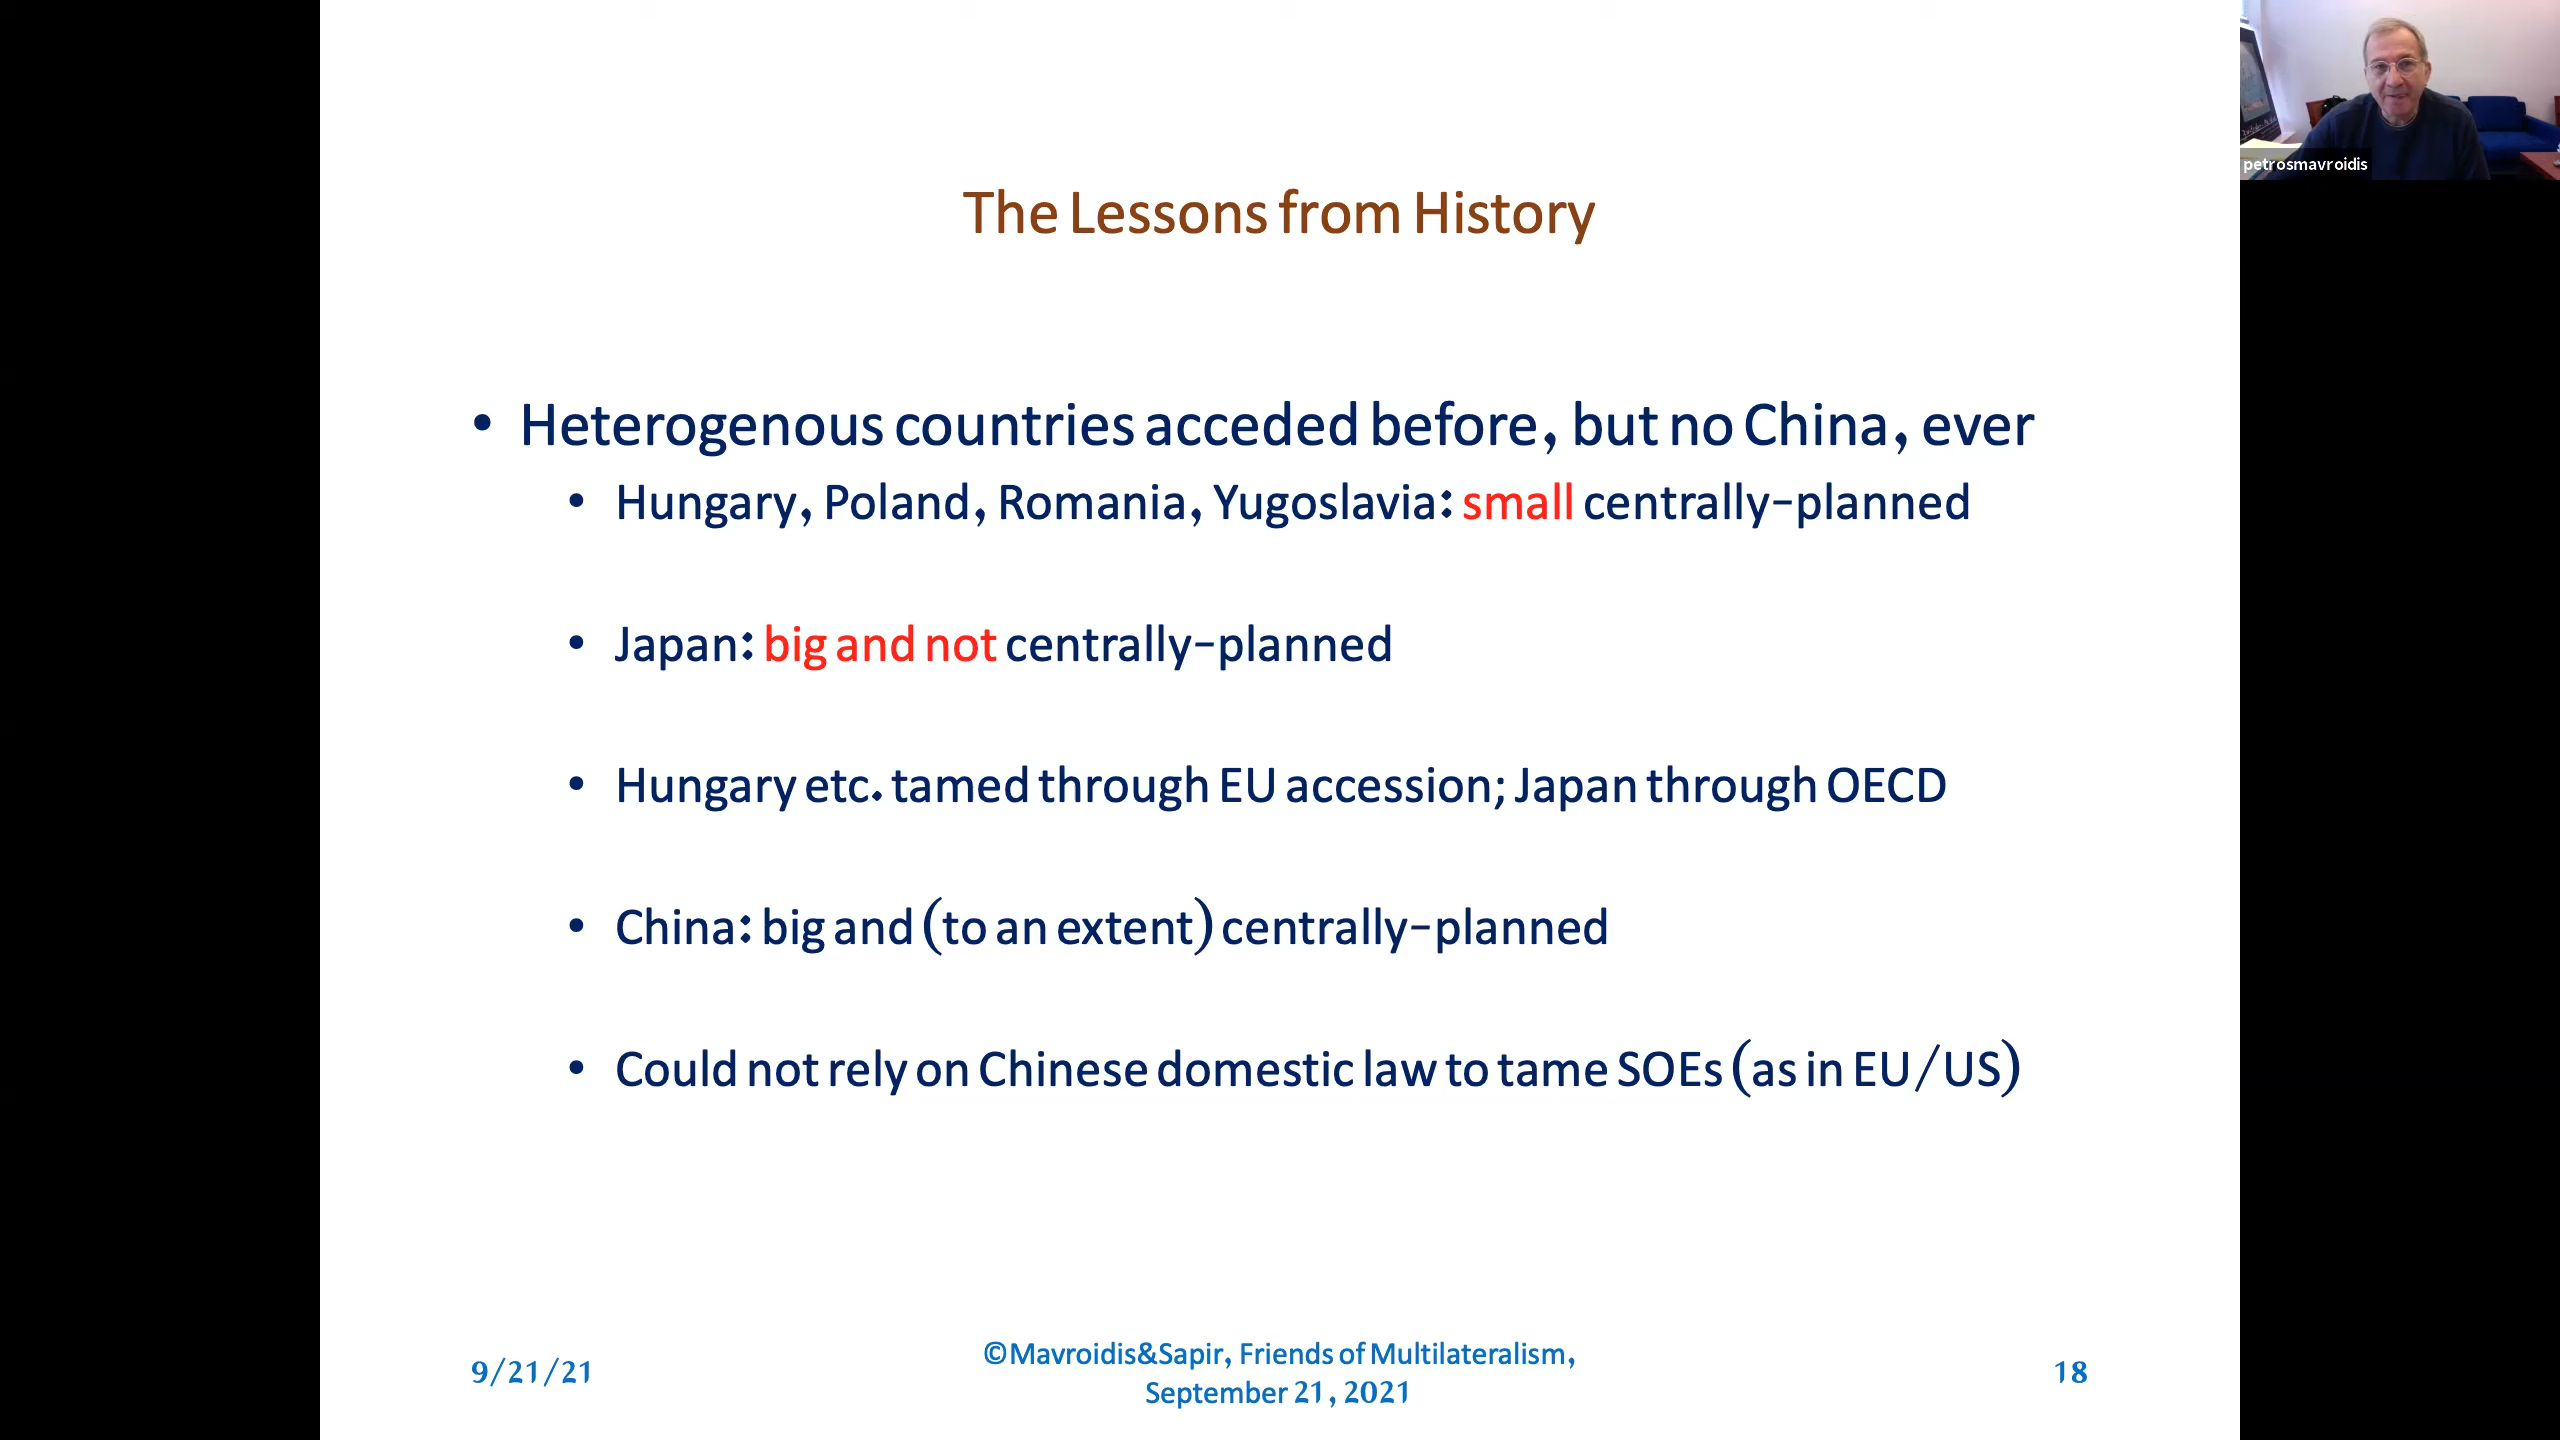 petrosmavroidis
The Lessons from History
• Heterogenous countries acceded before, but no China, ever
• Hungary, Poland, Romania, Yugoslavia: small centrally-planned
• Japan: big and not centrally-planned
• Hungary etc. tamed through EU accession; Japan through OECD
• China: big and (to an extent) centrally-planned
• Could not rely on Chinese domestic law to tame SOEs (as in EU/US)
9/21/21
©Mavroidis&Sapir, Friends of Multilateralism,
September 21, 2021
18